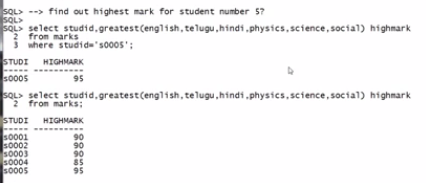 SQL> --> find out highest mark for student number 5?
SQL>
SQL> select studid,greatest(english,telugu,hindi,physics,science,social) highmark
2 from marks
3 where studid='s0005';
STUDI HIGHMARK
----- ----------
s0005 95
SQL> select studid,greatest(english,telugu,hindi,physics,science,social) highmark
2 from marks;
STUDI HIGHMARK
----- ----------
s0001 90
s0002 90
s0003 90
s0004 85
s0005 95